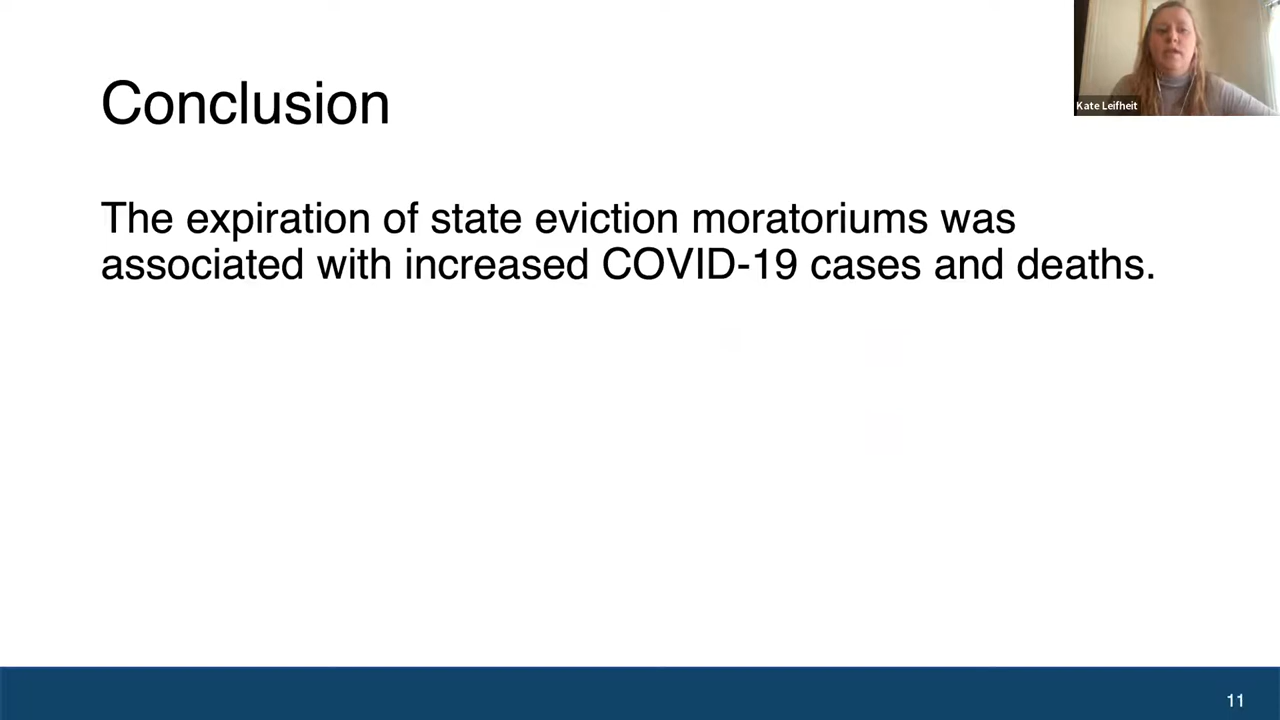 Kate Leifheit
Conclusion
The expiration of state eviction moratoriums was
associated with increased COVID-19 cases and deaths.
11